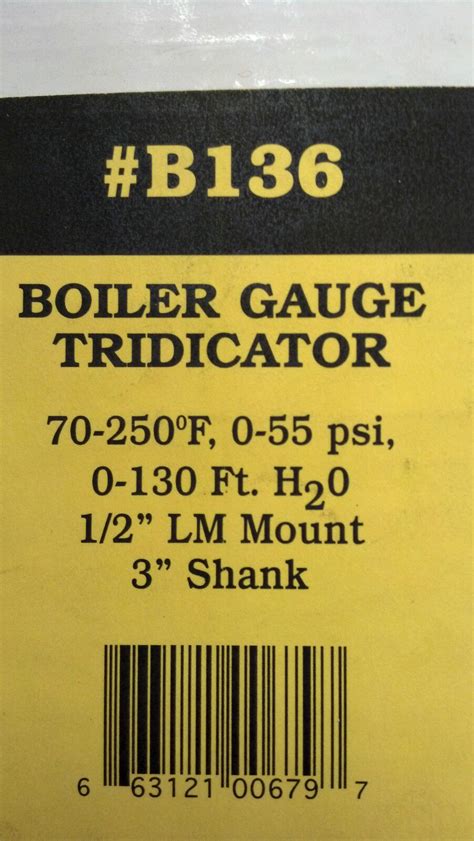 #B136
BOILER GAUGE
TRIDICATOR
70-250⁰F, 0-55 psi,
0-130 Ft. H₂0
1/2” LM Mount
3” Shank
6 63121 00679 7